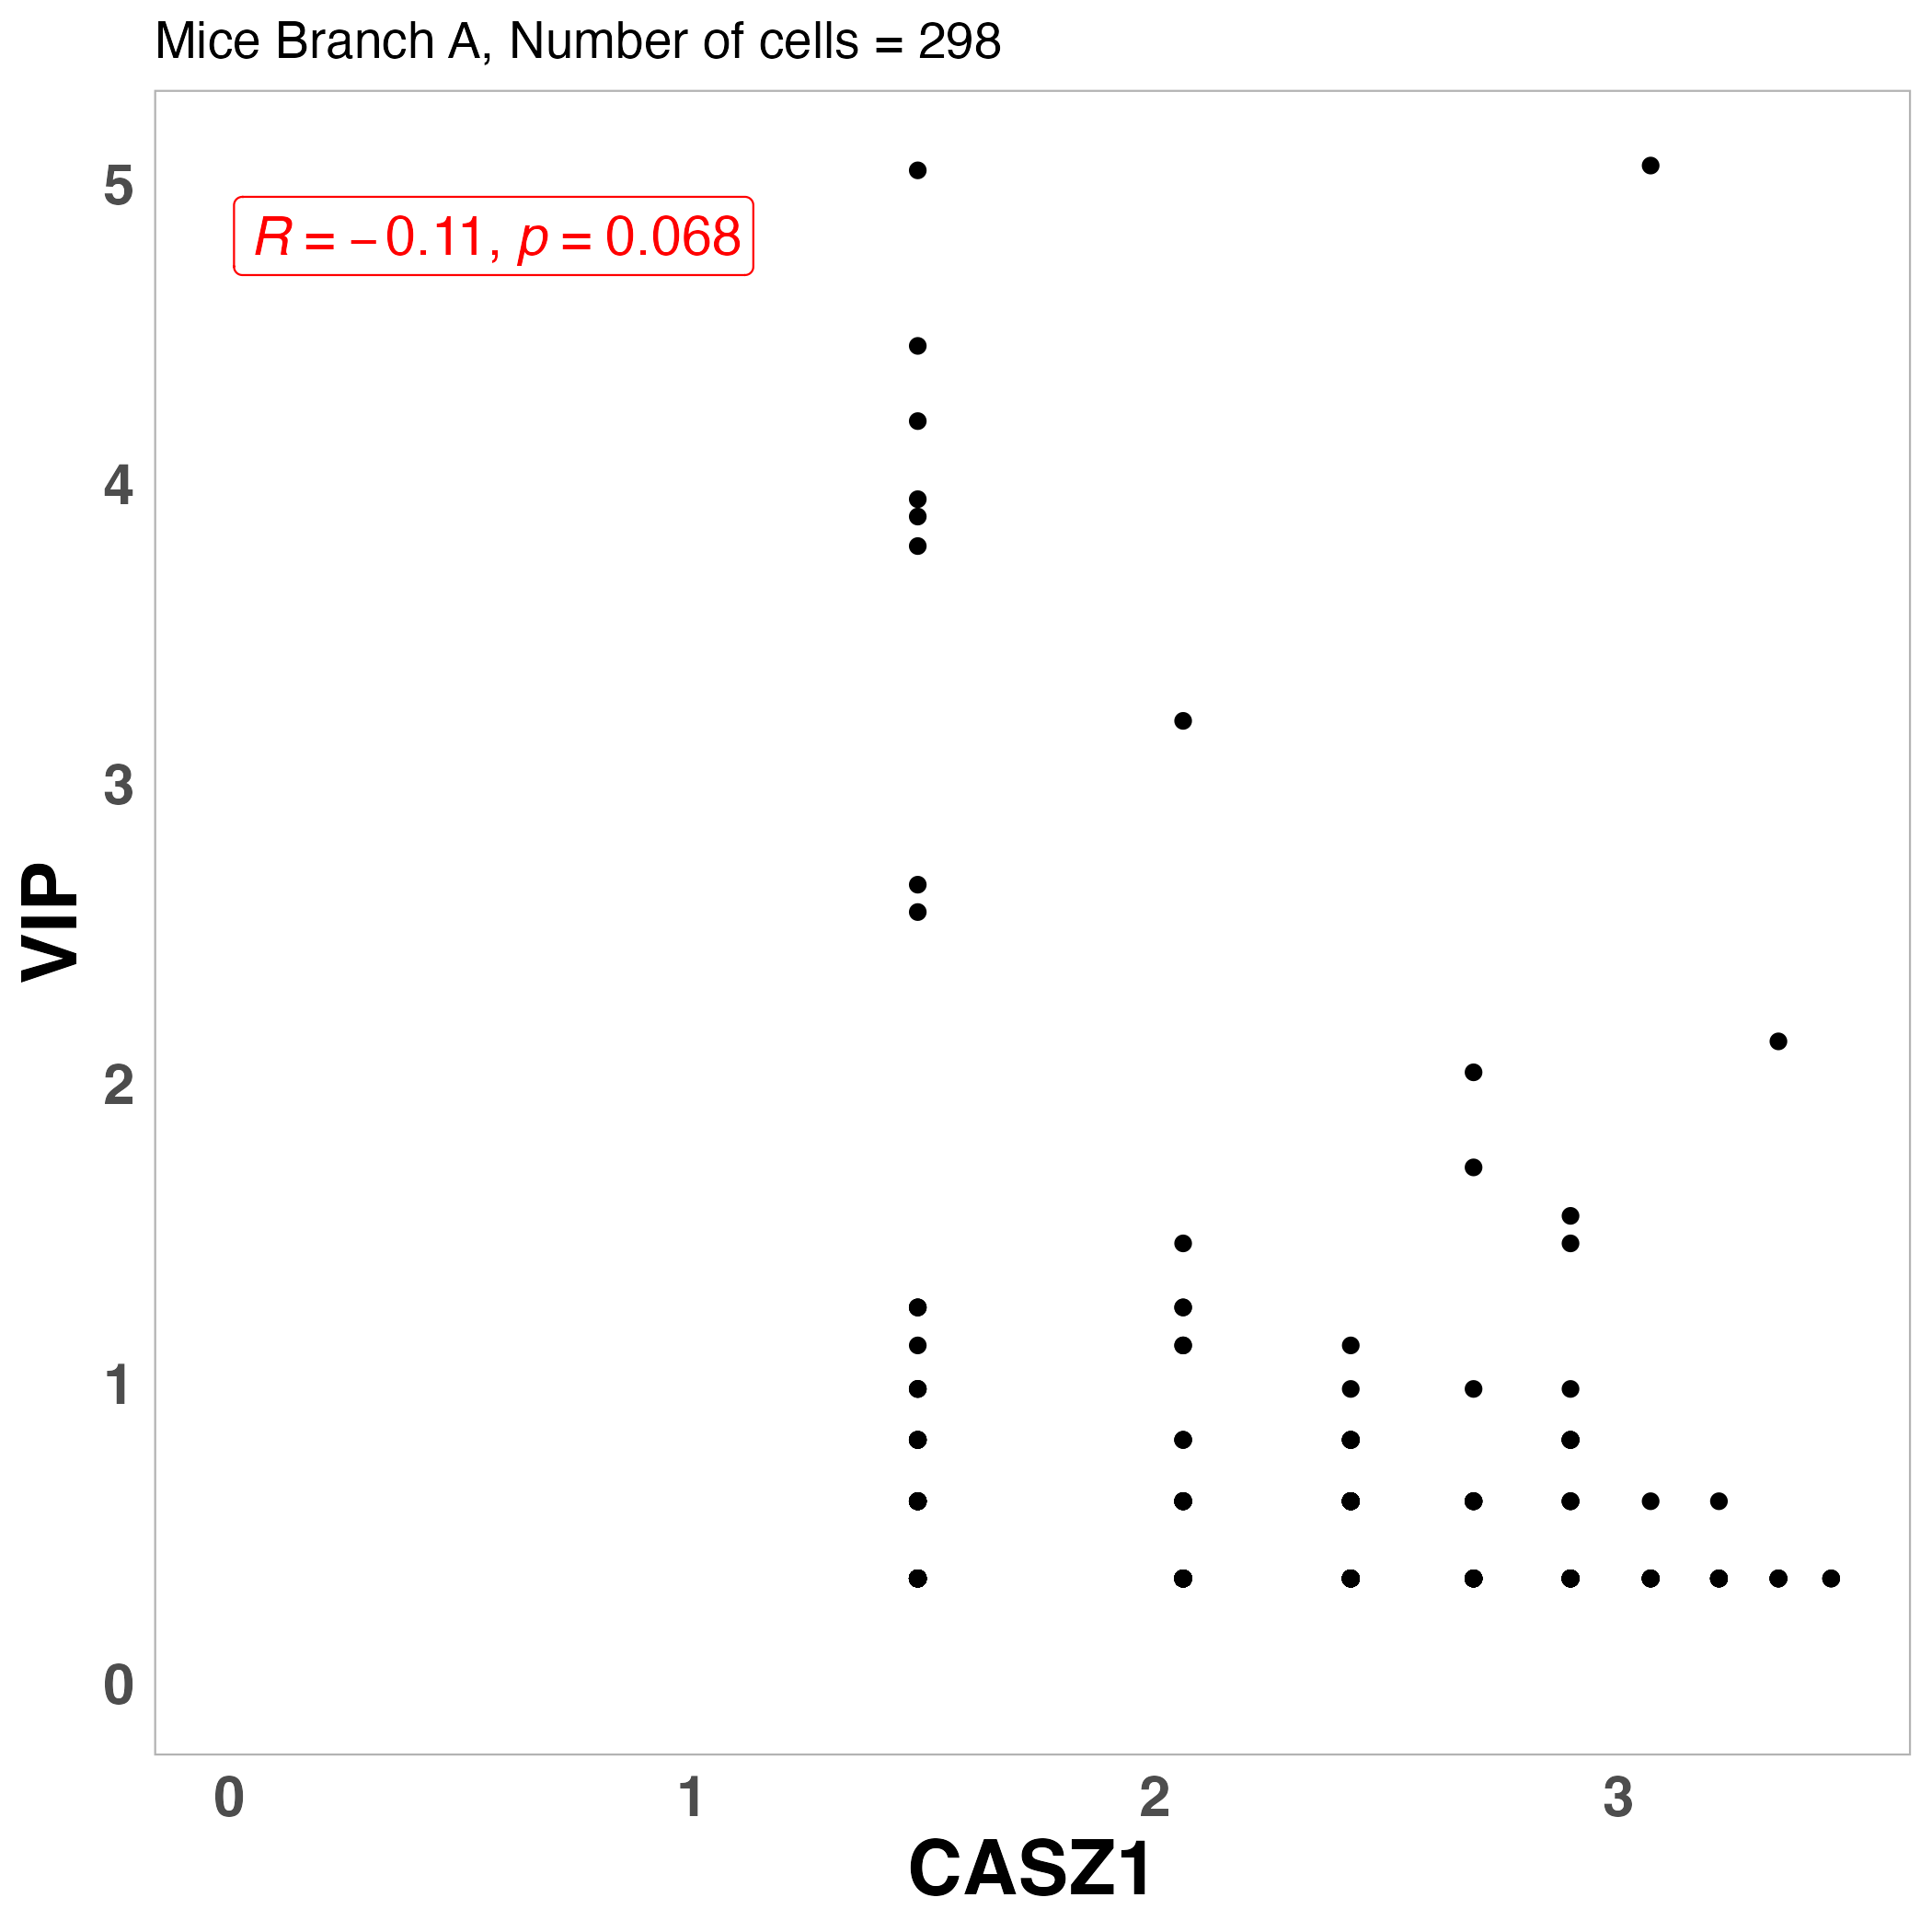 Mice Branch A, Number of cells = 298
5
R = −0.11, p = 0.068
4
3
VIP
2
1
0
0 1 2 3
CASZ1